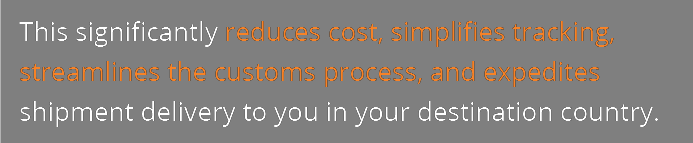 This significantly reduces cost, simplifies tracking,
streamlines the customs process, and expedites
shipment delivery to you in your destination country.